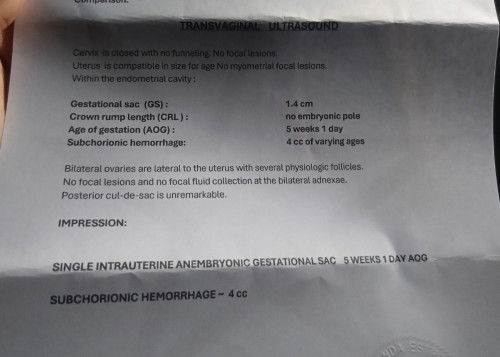 Comparison:
TRANSVAGINAL ULTRASOUND
Cervix is closed with no funneling. No focal lesions.
Uterus is compatible in size for age No myometrial focal lesions.
Within the endometrial cavity :
Gestational sac (GS) : 1.4 cm
Crown rump length (CRL ) : no embryonic pole
Age of gestation (AOG) : 5 weeks 1 day
Subchorionic hemorrhage: 4 cc of varying ages
Bilateral ovaries are lateral to the uterus with several physiologic follicles.
No focal lesions and no focal fluid collection at the bilateral adnexae.
Posterior cul-de-sac is unremarkable.
IMPRESSION:
SINGLE INTRAUTERINE ANEMBRYONIC GESTATIONAL SAC 5 WEEKS 1 DAY AOG
SUBCHORIONIC HEMORRHAGE ~ 4 cc